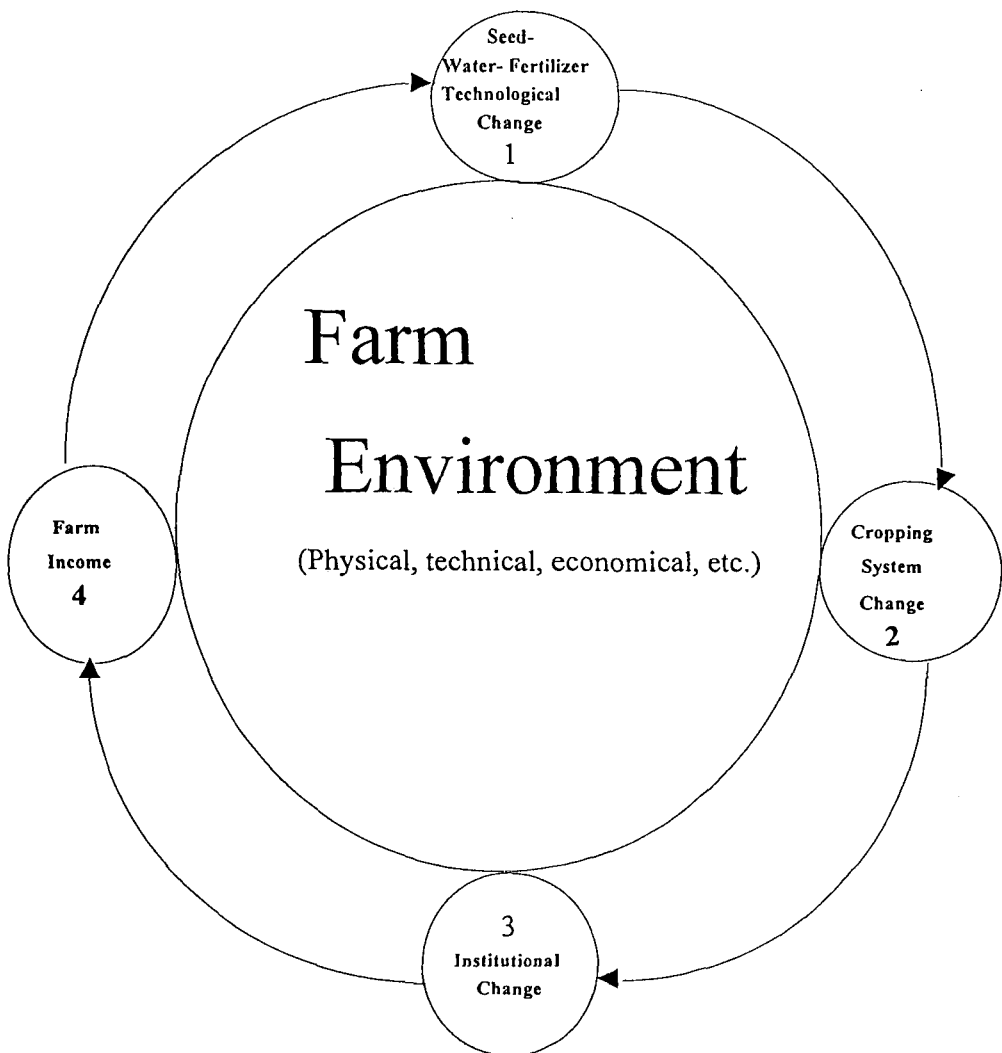 Seed-
Water- Fertilizer
Technological
Change
1
Farm
Environment
(Physical, technical, economical, etc.)
Farm
Income
4
Cropping
System
Change
2
3
Institutional
Change